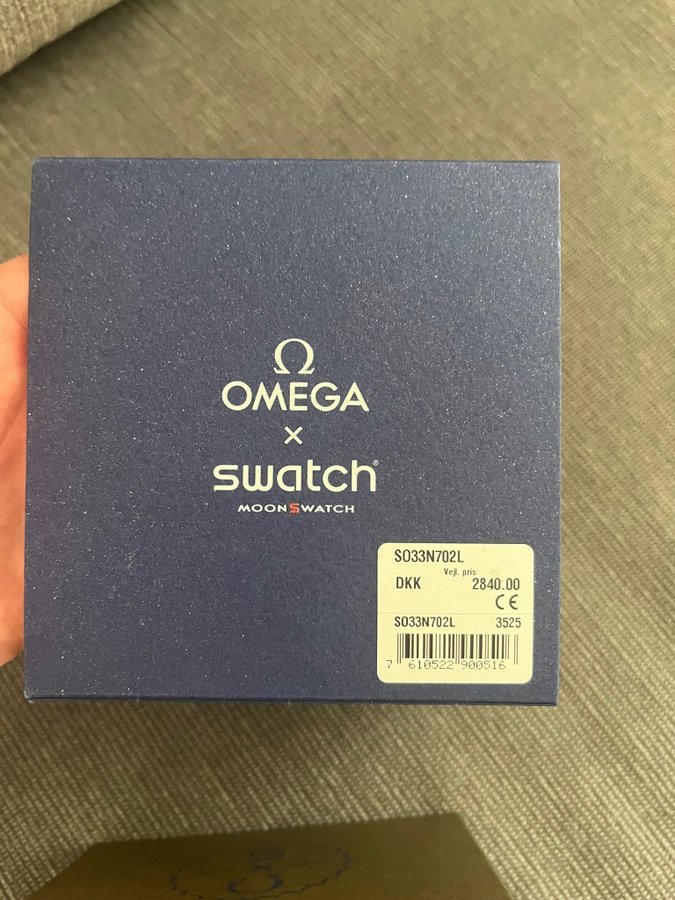 Ω
OMEGA
×
swatch®
MOONSWATCH
SO33N702L
Vejl. pris
DKK 2840.00
CE
SO33N702L 3525
7 610522 900516